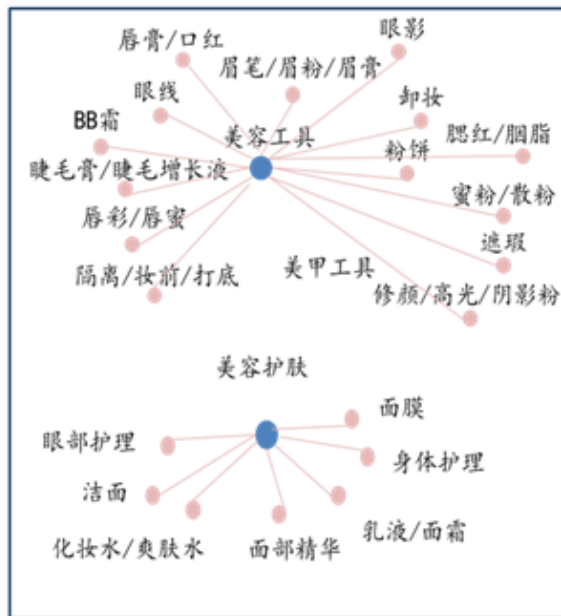 唇膏/口红
眼影
眉笔/眉粉/眉膏
眼线
卸妆
BB霜
美容工具
腮红/胭脂
粉饼
睫毛膏/睫毛增长液
蜜粉/散粉
唇彩/唇蜜
遮瑕
隔离/妆前/打底
美甲工具
修颜/高光/阴影粉
美容护肤
面膜
眼部护理
身体护理
洁面
乳液/面霜
化妆水/爽肤水
面部精华